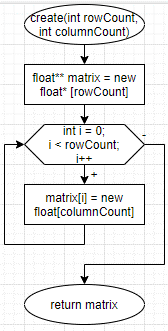 create(int rowCount,
int columnCount)
float** matrix = new
float* [rowCount]
int i = 0;
i < rowCount;
i++
-
+
matrix[i] = new
float[columnCount]
return matrix